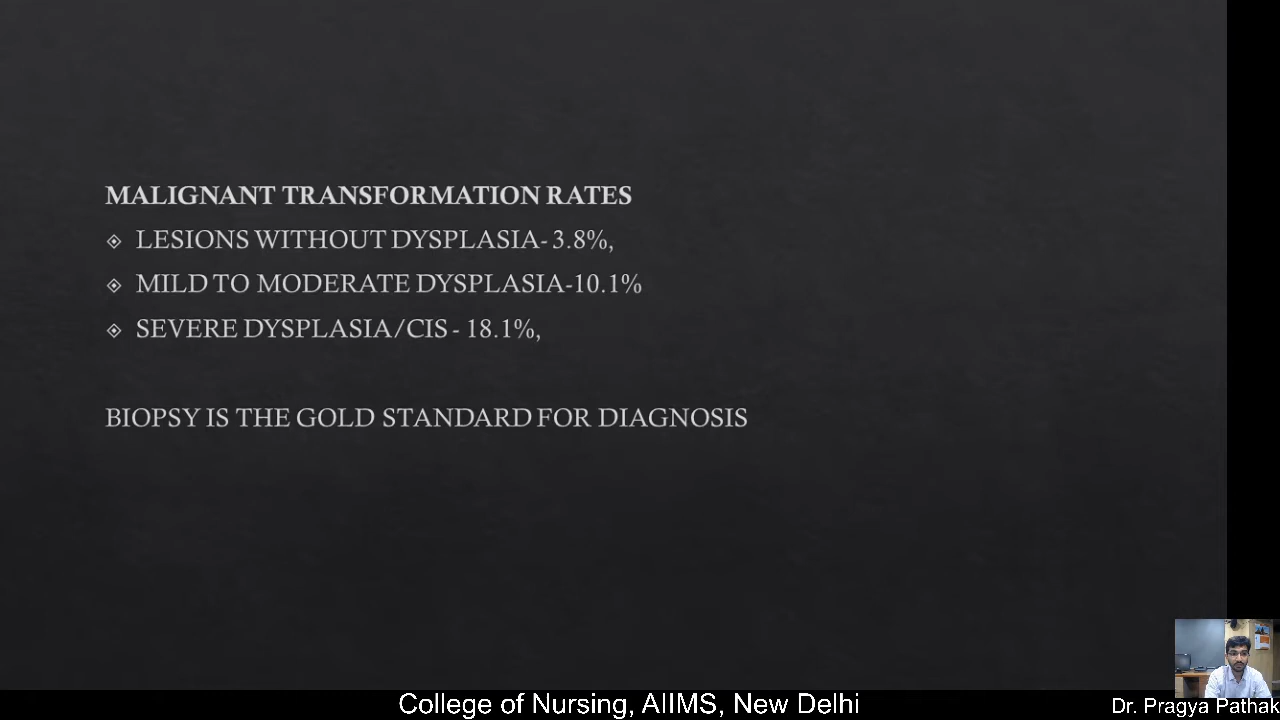 MALIGNANT TRANSFORMATION RATES
LESIONS WITHOUT DYSPLASIA- 3.8%,
MILD TO MODERATE DYSPLASIA-10.1%
SEVERE DYSPLASIA/CIS - 18.1%,
BIOPSY IS THE GOLD STANDARD FOR DIAGNOSIS
College of Nursing, AIIMS, New Delhi
Dr. Pragya Pathak